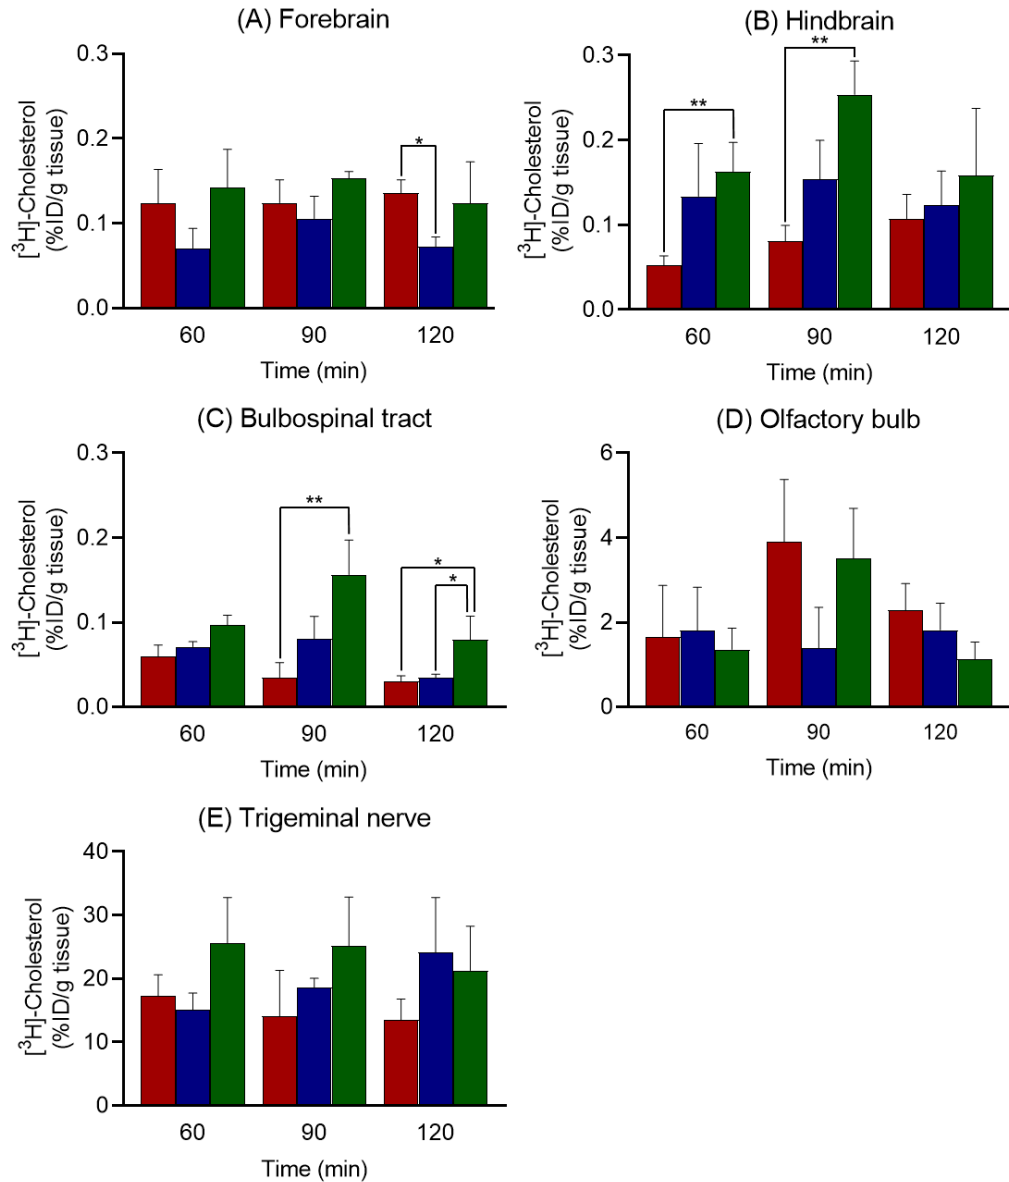 (A) Forebrain
[³H]-Cholesterol
(%ID/g tissue)
0.3
0.2
0.1
0.0
*
60
90
120
Time (min)
(B) Hindbrain
[³H]-Cholesterol
(%ID/g tissue)
0.3
0.2
0.1
0.0
**
**
60
90
120
Time (min)
(C) Bulbospinal tract
[³H]-Cholesterol
(%ID/g tissue)
0.3
0.2
0.1
0.0
**
*
*
60
90
120
Time (min)
(D) Olfactory bulb
[³H]-Cholesterol
(%ID/g tissue)
6
4
2
0
60
90
120
Time (min)
(E) Trigeminal nerve
[³H]-Cholesterol
(%ID/g tissue)
40
30
20
10
0
60
90
120
Time (min)